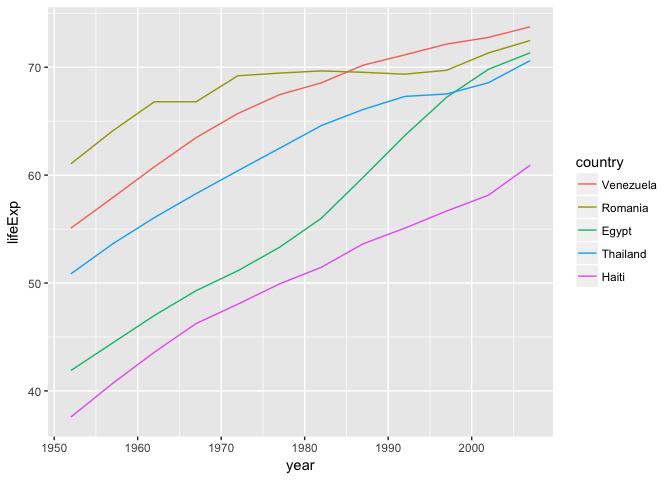 70
60
50
40
lifeExp
1950 1960 1970 1980 1990 2000
year
country
Venezuela
Romania
Egypt
Thailand
Haiti